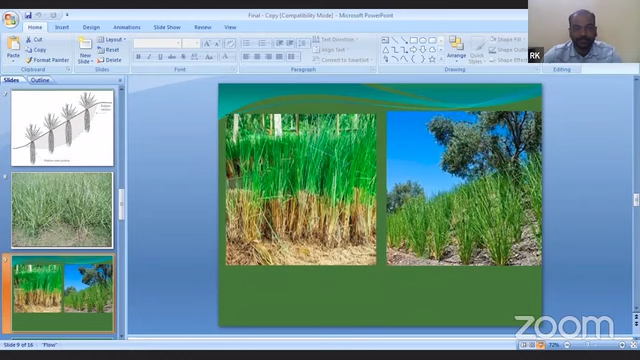 Final - Copy [Compatibility Mode] - Microsoft PowerPoint
Home Insert Design Animations Slide Show Review View
Paste
Cut
Copy
Format Painter
Clipboard
New Slide
Layout
Reset
Delete
Slides
B I U
Font
Paragraph
Text Direction
Align Text
Convert to SmartArt
Arrange
Quick Styles
Shape Fill
Shape Outline
Shape Effects
Drawing
Editing
RK
Slides Outline
Slide 9 of 16 "Flow"
72%
zoom